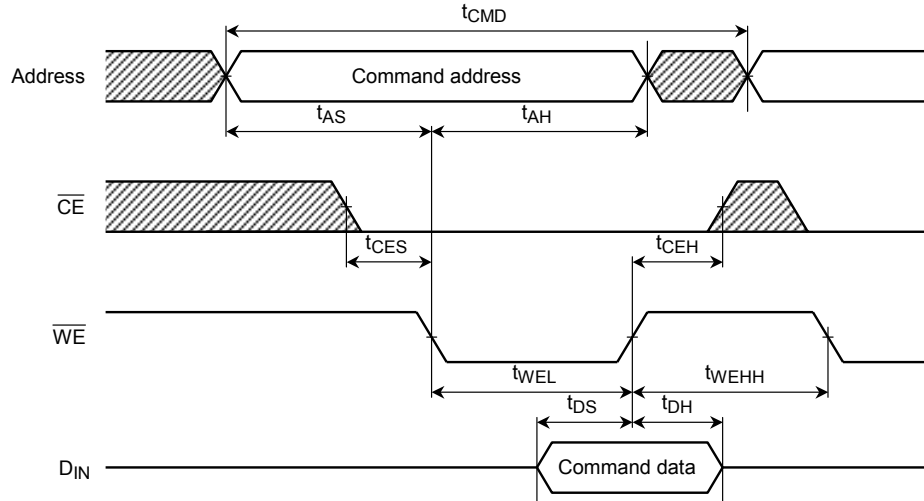 tCMD
Address
Command address
tAS
tAH
CE
tCES
tCEH
WE
tWEL
tWEHH
tDS
tDH
DIN
Command data